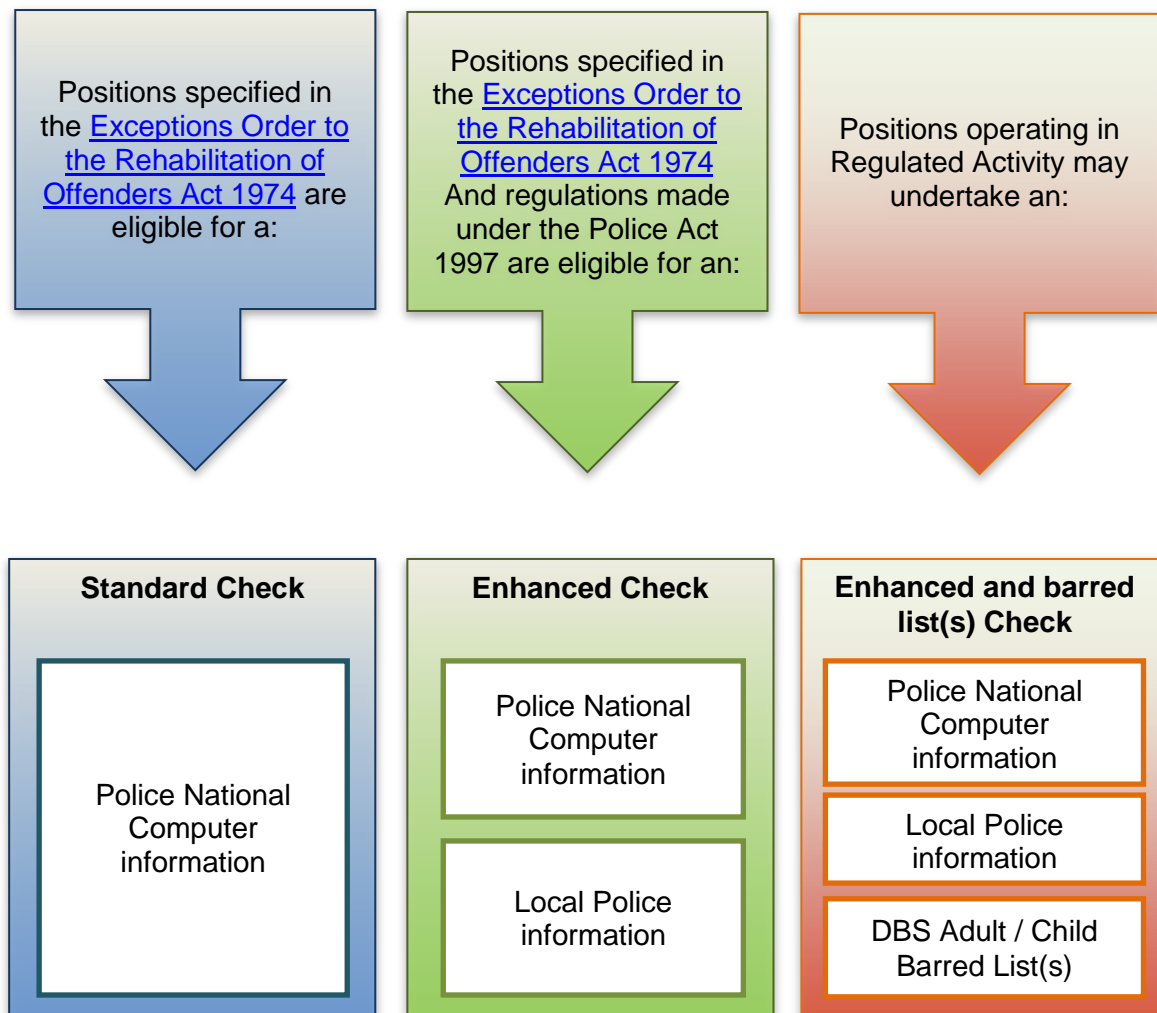 Positions specified in
the Exceptions Order to
the Rehabilitation of
Offenders Act 1974 are
eligible for a:
Positions specified in
the Exceptions Order to
the Rehabilitation of
Offenders Act 1974
And regulations made
under the Police Act
1997 are eligible for an:
Positions operating in
Regulated Activity may
undertake an:
Standard Check
Police National
Computer
information
Enhanced Check
Police National
Computer
information
Local Police
information
Enhanced and barred
list(s) Check
Police National
Computer
information
Local Police
information
DBS Adult / Child
Barred List(s)